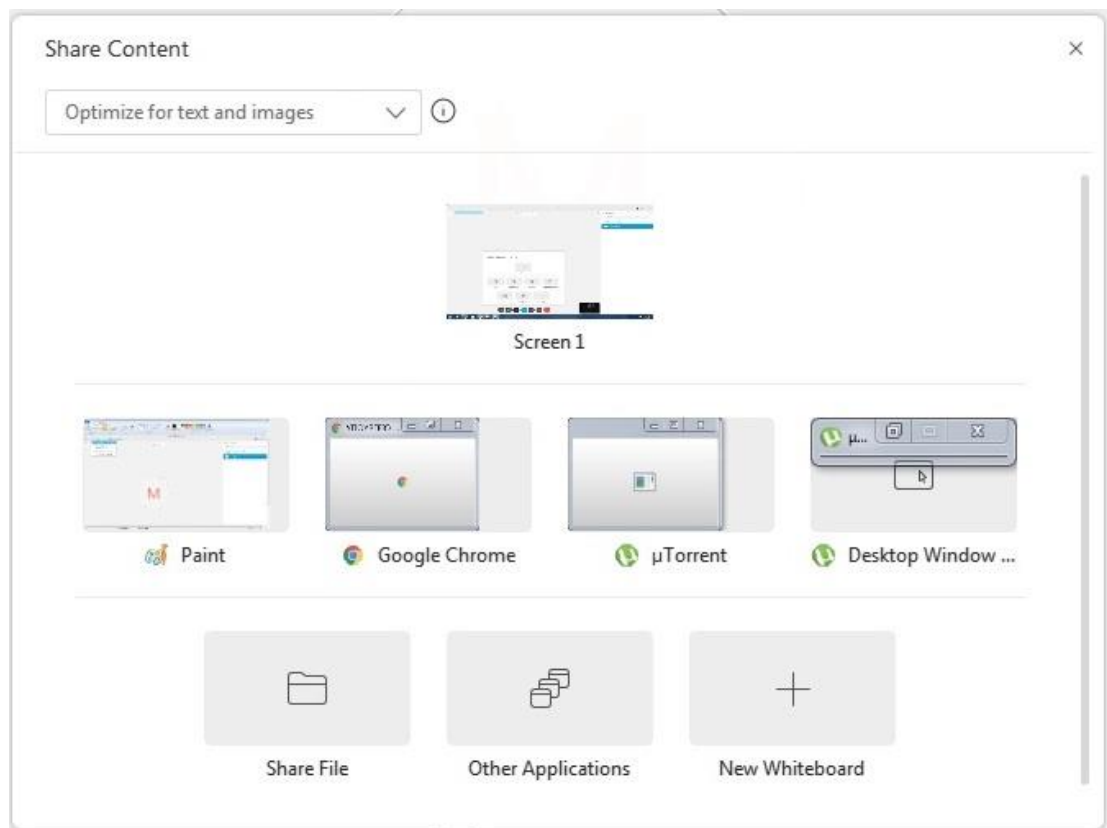 Share Content
Optimize for text and images
Screen 1
M
Paint
Google Chrome
µTorrent
µ...
Desktop Window ...
Share File
Other Applications
New Whiteboard